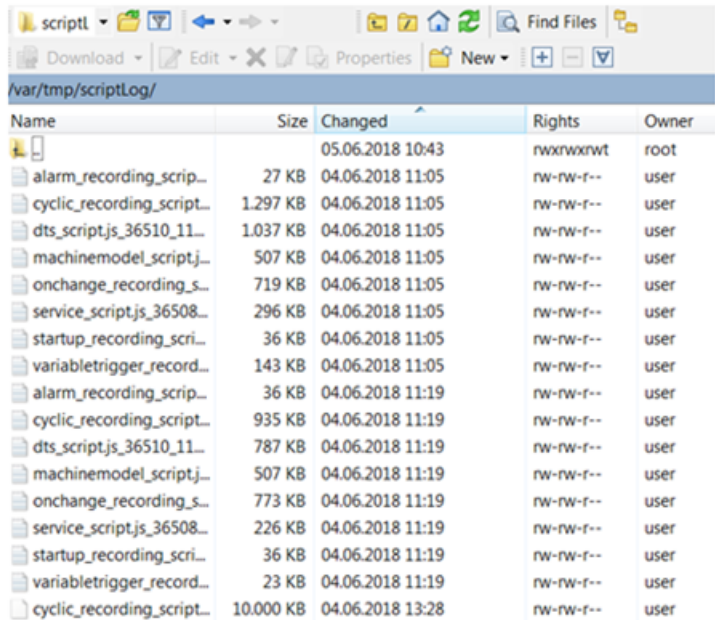 scriptl
Find Files
Download Edit Properties New
/var/tmp/scriptLog/
Name Size Changed Rights Owner
.. 05.06.2018 10:43 rwxrwxrwt root
alarm_recording_scrip... 27 KB 04.06.2018 11:05 rw-rw-r-- user
cyclic_recording_script... 1.297 KB 04.06.2018 11:05 rw-rw-r-- user
dts_script.js_36510_11... 1.037 KB 04.06.2018 11:05 rw-rw-r-- user
machinemodel_script.j... 507 KB 04.06.2018 11:05 rw-rw-r-- user
onchange_recording_s... 719 KB 04.06.2018 11:05 rw-rw-r-- user
service_script.js_36508... 296 KB 04.06.2018 11:05 rw-rw-r-- user
startup_recording_scri... 36 KB 04.06.2018 11:05 rw-rw-r-- user
variabletrigger_record... 143 KB 04.06.2018 11:05 rw-rw-r-- user
alarm_recording_scrip... 36 KB 04.06.2018 11:19 rw-rw-r-- user
cyclic_recording_script... 935 KB 04.06.2018 11:19 rw-rw-r-- user
dts_script.js_36510_11... 787 KB 04.06.2018 11:19 rw-rw-r-- user
machinemodel_script.j... 507 KB 04.06.2018 11:19 rw-rw-r-- user
onchange_recording_s... 773 KB 04.06.2018 11:19 rw-rw-r-- user
service_script.js_36508... 226 KB 04.06.2018 11:19 rw-rw-r-- user
startup_recording_scri... 36 KB 04.06.2018 11:19 rw-rw-r-- user
variabletrigger_record... 23 KB 04.06.2018 11:19 rw-rw-r-- user
cyclic_recording_script... 10.000 KB 04.06.2018 13:28 rw-rw-r-- user